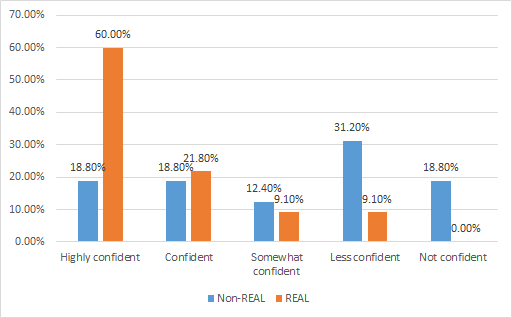 70.00%
60.00%
50.00%
40.00%
30.00%
20.00%
10.00%
0.00%
18.80%
60.00%
18.80%
21.80%
12.40%
9.10%
31.20%
9.10%
18.80%
0.00%
Highly confident
Confident
Somewhat
confident
Less confident
Not confident
Non-REAL
REAL